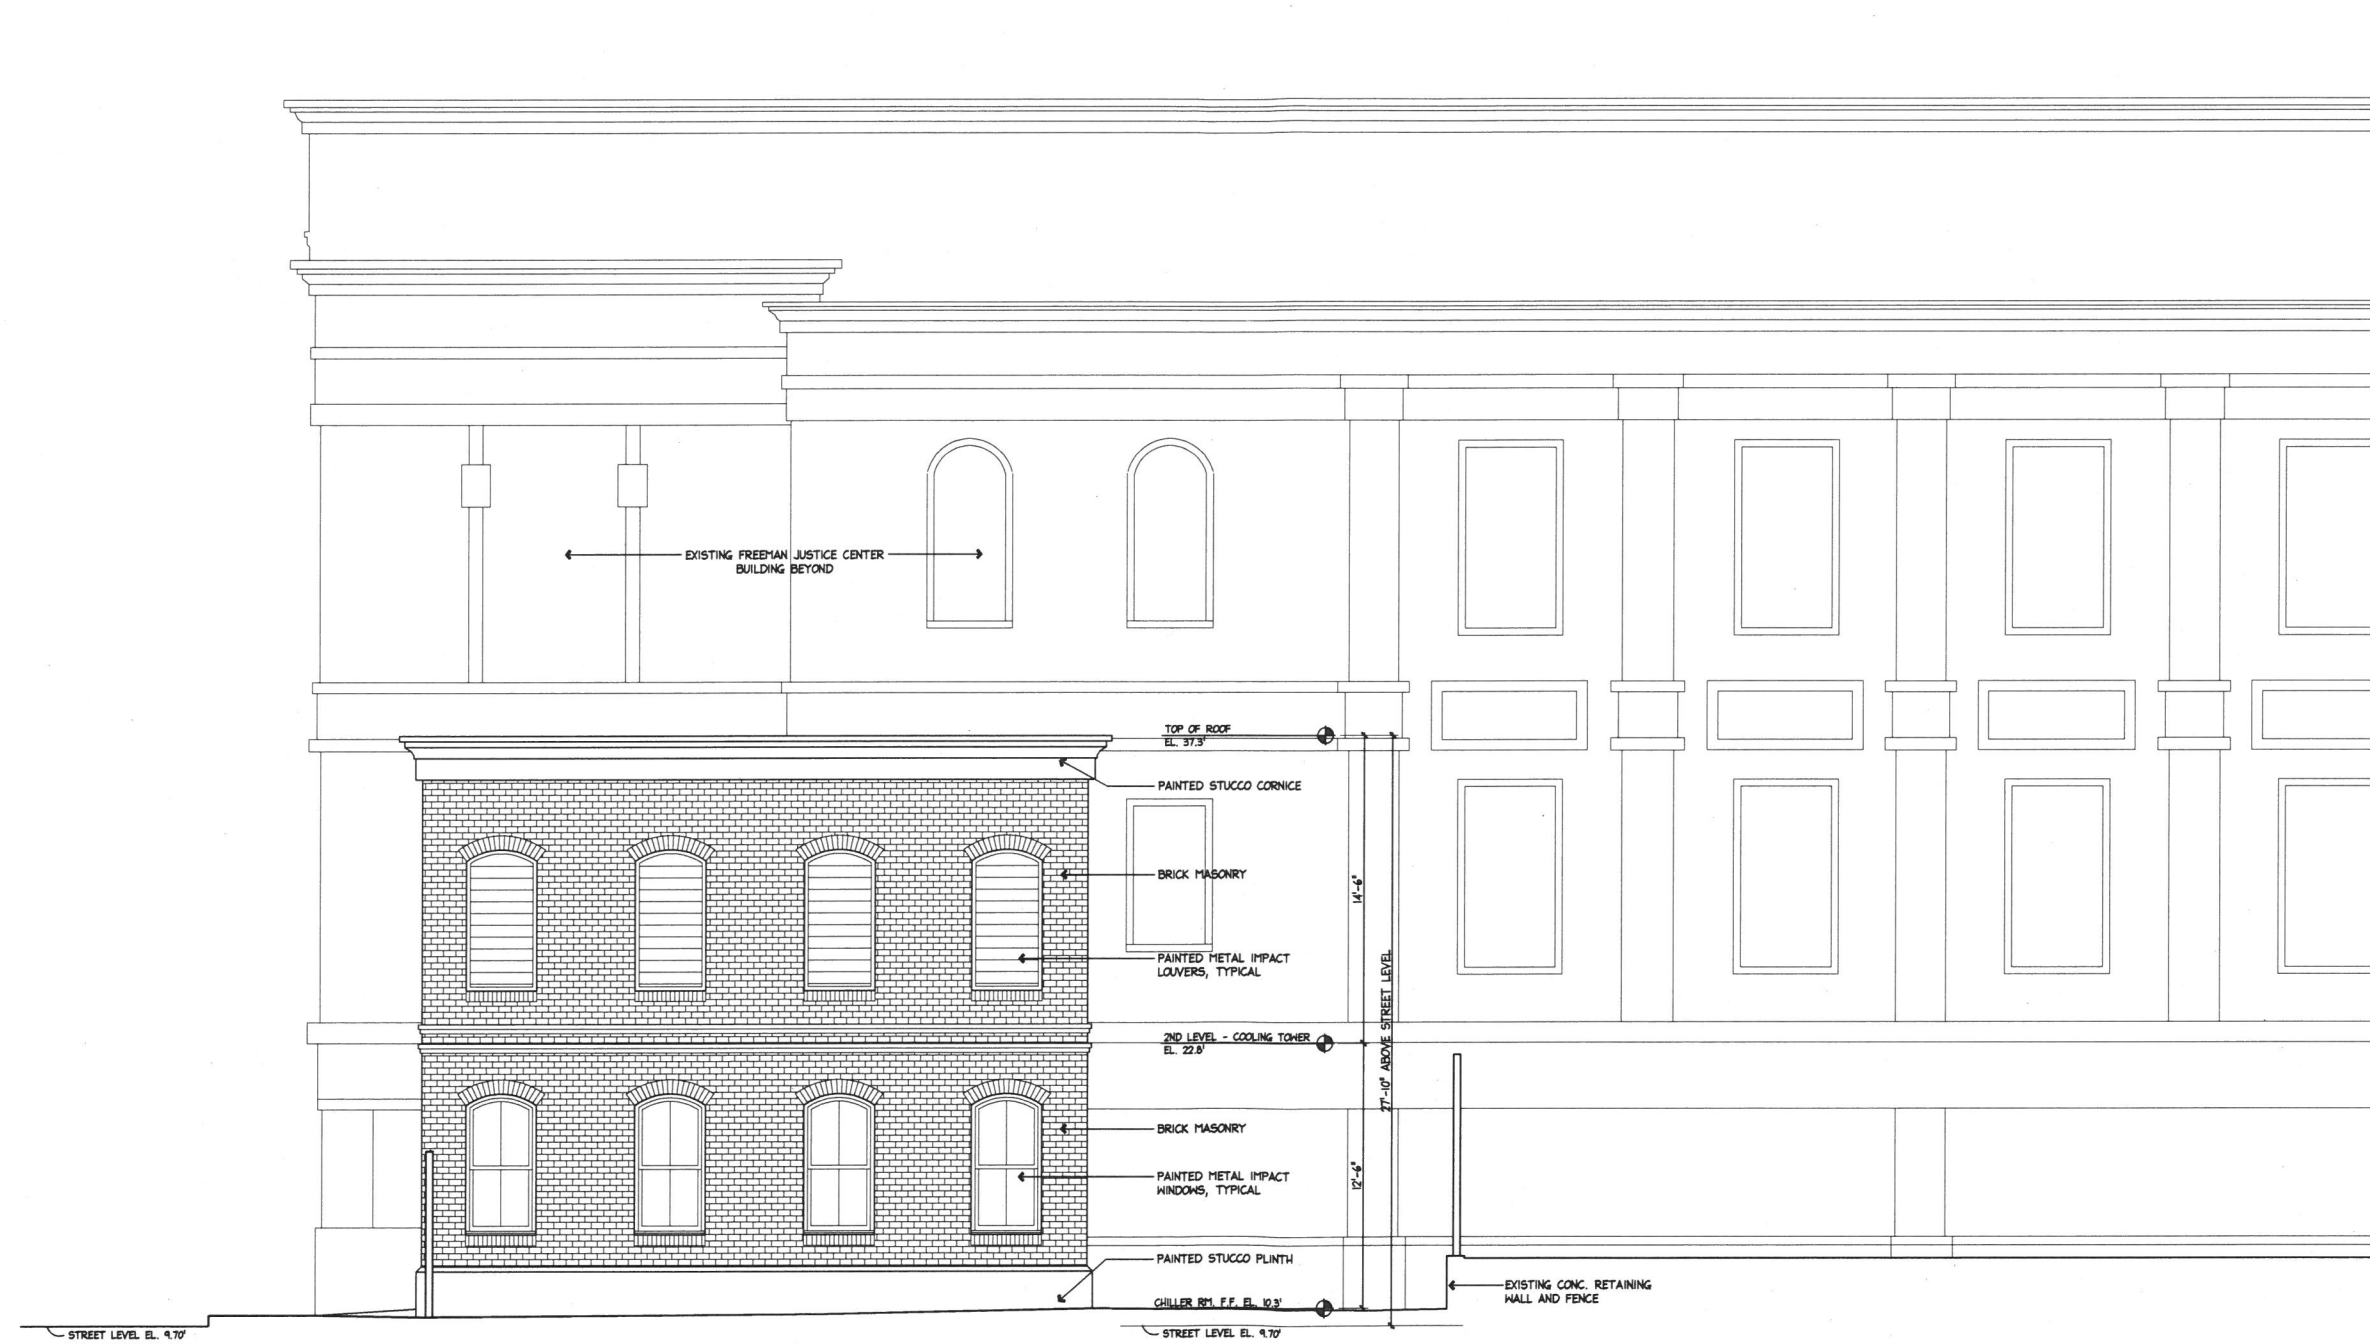 EXISTING FREEMAN JUSTICE CENTER
BUILDING BEYOND
TOP OF ROOF
EL. 37.3'
PAINTED STUCCO CORNICE
BRICK MASONRY
14'-6"
PAINTED METAL IMPACT
LOUVERS, TYPICAL
27'-10" ABOVE STREET LEVEL
2ND LEVEL - COOLING TOWER
EL. 22.8'
BRICK MASONRY
12'-6"
PAINTED METAL IMPACT
WINDOWS, TYPICAL
PAINTED STUCCO PLINTH
EXISTING CONC. RETAINING
WALL AND FENCE
CHILLER RM. F.F. EL. 10.3'
STREET LEVEL EL. 9.70'
STREET LEVEL EL. 9.70'